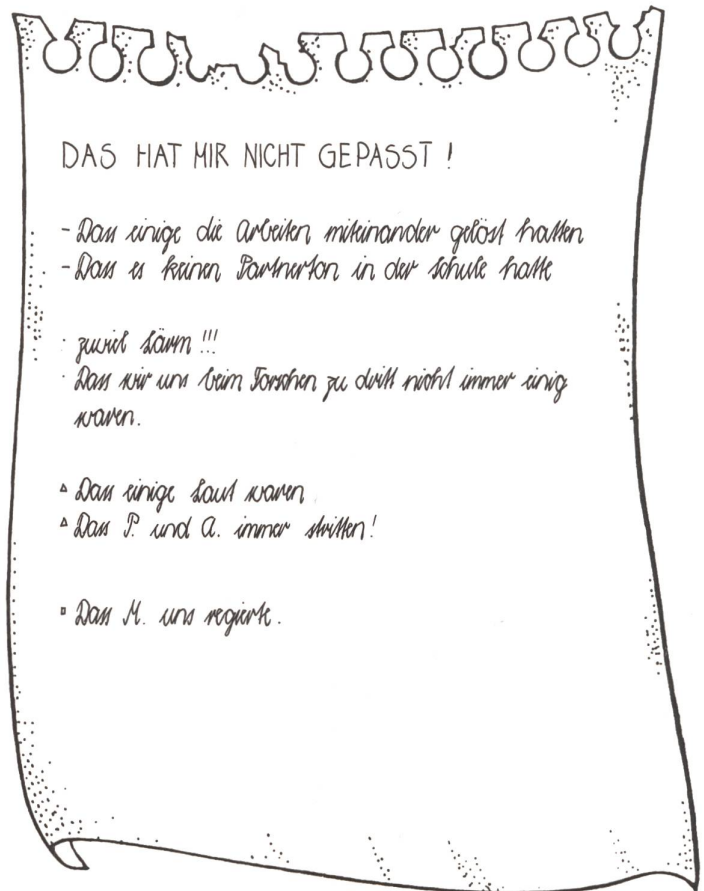 DAS HAT MIR NICHT GEPASST !
- Dass einige die Arbeiten miteinander gelöst hatten
- Dass es keinen Partnerton in der Schule hatte
· zuviel Lärm !!!
· Dass wir uns beim Forschen zu dritt nicht immer einig
waren.
▵ Dass einige laut waren
▵ Dass P. und A. immer stritten!
▫ Dass M. uns regierte.